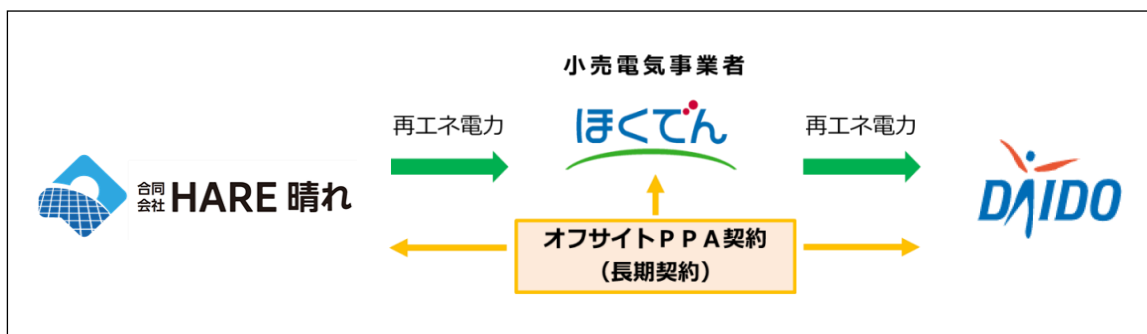 小売電気事業者
ほくでん
再エネ電力
再エネ電力
合同
会社 HARE 晴れ
DAIDO
オフサイトＰＰＡ契約
（長期契約）